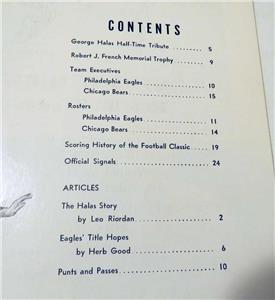 CONTENTS
George Halas Half-Time Tribute ......... 5
Robert J. French Memorial Trophy ....... 9
Team Executives
Philadelphia Eagles .................. 10
Chicago Bears ........................ 15
Rosters
Philadelphia Eagles .................. 11
Chicago Bears ........................ 14
Scoring History of the Football Classic ... 19
Official Signals ..................... 24
ARTICLES
The Halas Story
by Leo Riordan ....................... 2
Eagles' Title Hopes
by Herb Good ......................... 6
Punts and Passes ..................... 10